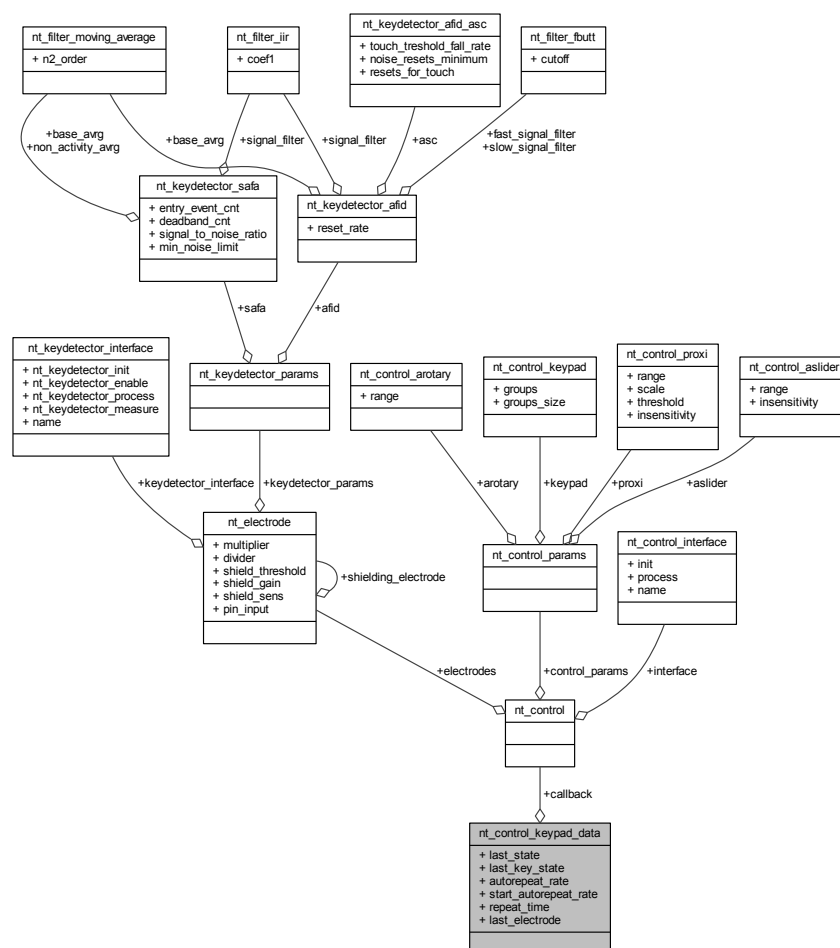 nt_keydetector_afid_asc
+ touch_treshold_fall_rate
+ noise_resets_minimum
+ resets_for_touch
nt_filter_moving_average
+ n2_order
nt_filter_iir
+ coef1
nt_filter_fbutt
+ cutoff
+base_avrg
+non_activity_avrg
+base_avrg
+signal_filter
+signal_filter
+asc
+fast_signal_filter
+slow_signal_filter
nt_keydetector_safa
+ entry_event_cnt
+ deadband_cnt
+ signal_to_noise_ratio
+ min_noise_limit
nt_keydetector_afid
+ reset_rate
+safa
+afid
nt_keydetector_interface
+ nt_keydetector_init
+ nt_keydetector_enable
+ nt_keydetector_process
+ nt_keydetector_measure
+ name
nt_keydetector_params
nt_control_arotary
+ range
nt_control_keypad
+ groups
+ groups_size
nt_control_proxi
+ range
+ scale
+ threshold
+ insensitivity
nt_control_aslider
+ range
+ insensitivity
+keydetector_interface
+keydetector_params
+arotary
+keypad
+proxi
+aslider
nt_electrode
+ multiplier
+ divider
+ shield_threshold
+ shield_gain
+ shield_sens
+ pin_input
+shielding_electrode
nt_control_params
nt_control_interface
+ init
+ process
+ name
+electrodes
+control_params
+interface
nt_control
+callback
nt_control_keypad_data
+ last_state
+ last_key_state
+ autorepeat_rate
+ start_autorepeat_rate
+ repeat_time
+ last_electrode